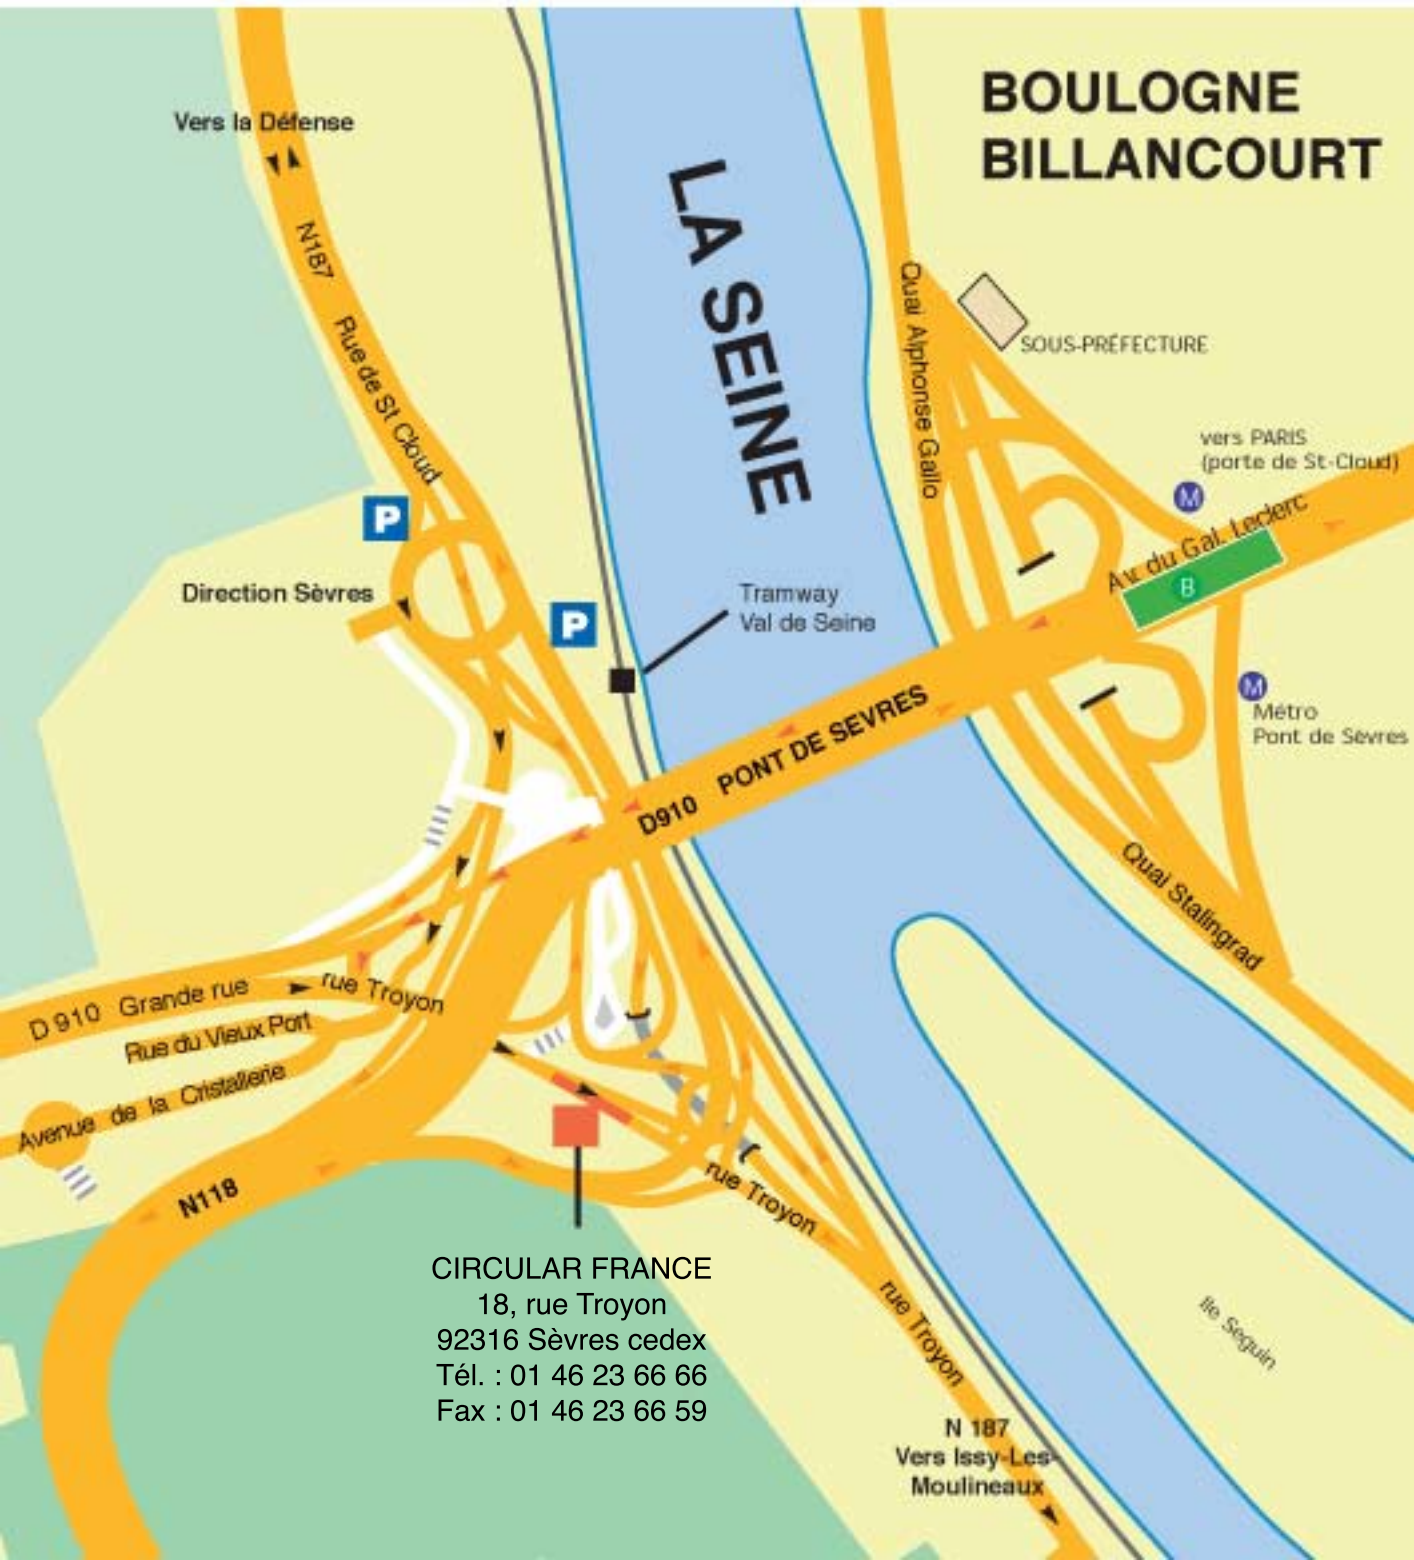 BOULOGNE
BILLANCOURT
Vers la Défense
LA SEINE
N187
Rue de St Cloud
Quai Alphonse Gallo
SOUS-PRÉFECTURE
vers PARIS
(porte de St-Cloud)
M
Av. du Gal. Leclerc
B
P
Direction Sèvres
P
Tramway
Val de Seine
M
Métro
Pont de Sèvres
D910 PONT DE SEVRES
Quai Stalingrad
D 910 Grande rue
rue Troyon
Rue du Vieux Port
Avenue de la Cristallerie
N118
rue Troyon
CIRCULAR FRANCE
18, rue Troyon
92316 Sèvres cedex
Tél. : 01 46 23 66 66
Fax : 01 46 23 66 59
rue Troyon
Ile Seguin
N 187
Vers Issy-Les-
Moulineaux